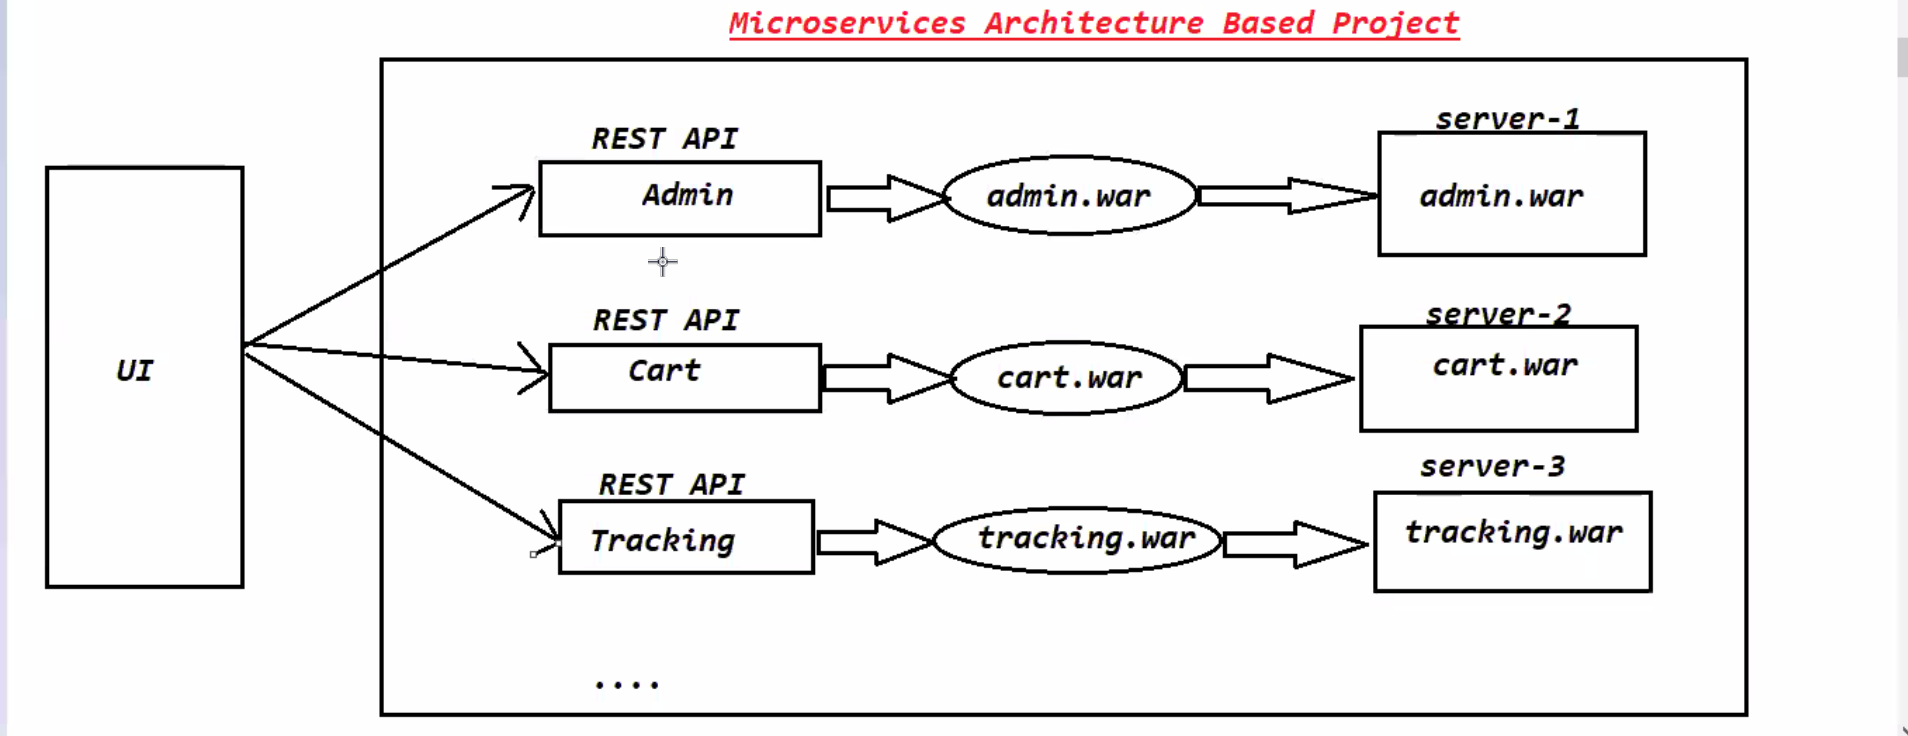 Microservices Architecture Based Project
UI
REST API
Admin
admin.war
server-1
admin.war
REST API
Cart
cart.war
server-2
cart.war
REST API
Tracking
tracking.war
server-3
tracking.war
....